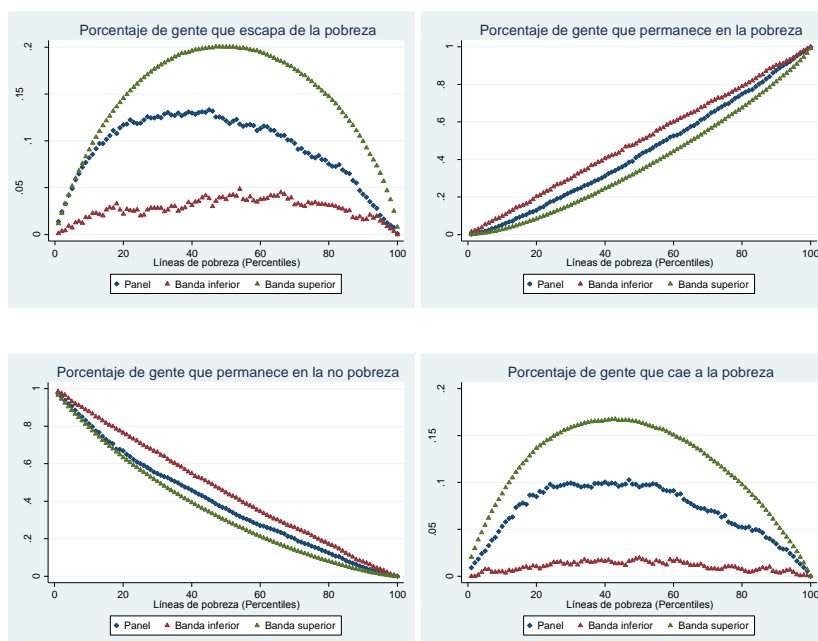 Porcentaje de gente que escapa de la pobreza
.2
.15
.1
.05
0
0 20 40 60 80 100
Líneas de pobreza (Percentiles)
Panel Banda inferior Banda superior
Porcentaje de gente que permanece en la pobreza
1
.8
.6
.4
.2
0
0 20 40 60 80 100
Líneas de pobreza (Percentiles)
Panel Banda inferior Banda superior
Porcentaje de gente que permanece en la no pobreza
1
.8
.6
.4
.2
0
0 20 40 60 80 100
Líneas de pobreza (Percentiles)
Panel Banda inferior Banda superior
Porcentaje de gente que cae a la pobreza
.2
.15
.1
.05
0
0 20 40 60 80 100
Líneas de pobreza (Percentiles)
Panel Banda inferior Banda superior